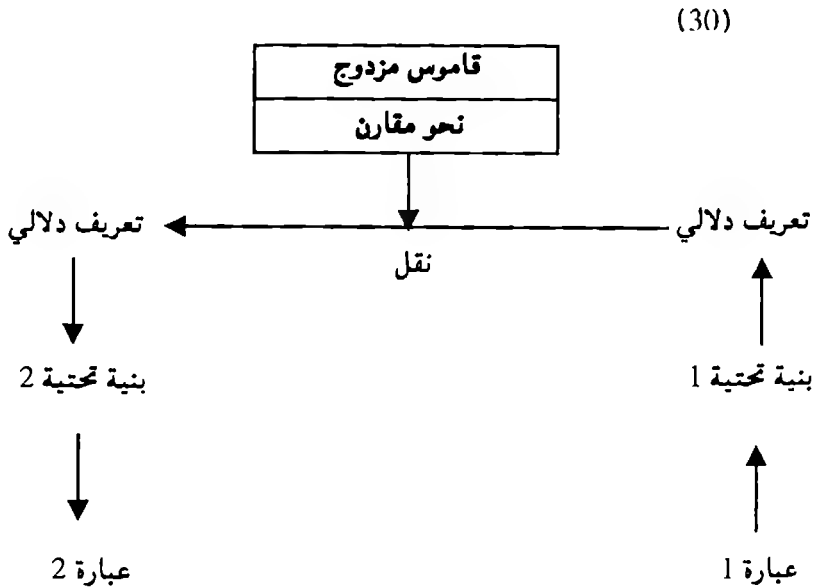 (30)
قاموس مزدوج
نحو مقارن
تعريف دلالي
تعريف دلالي
نقل
بنية تحتية 1
بنية تحتية 2
عبارة 1
عبارة 2